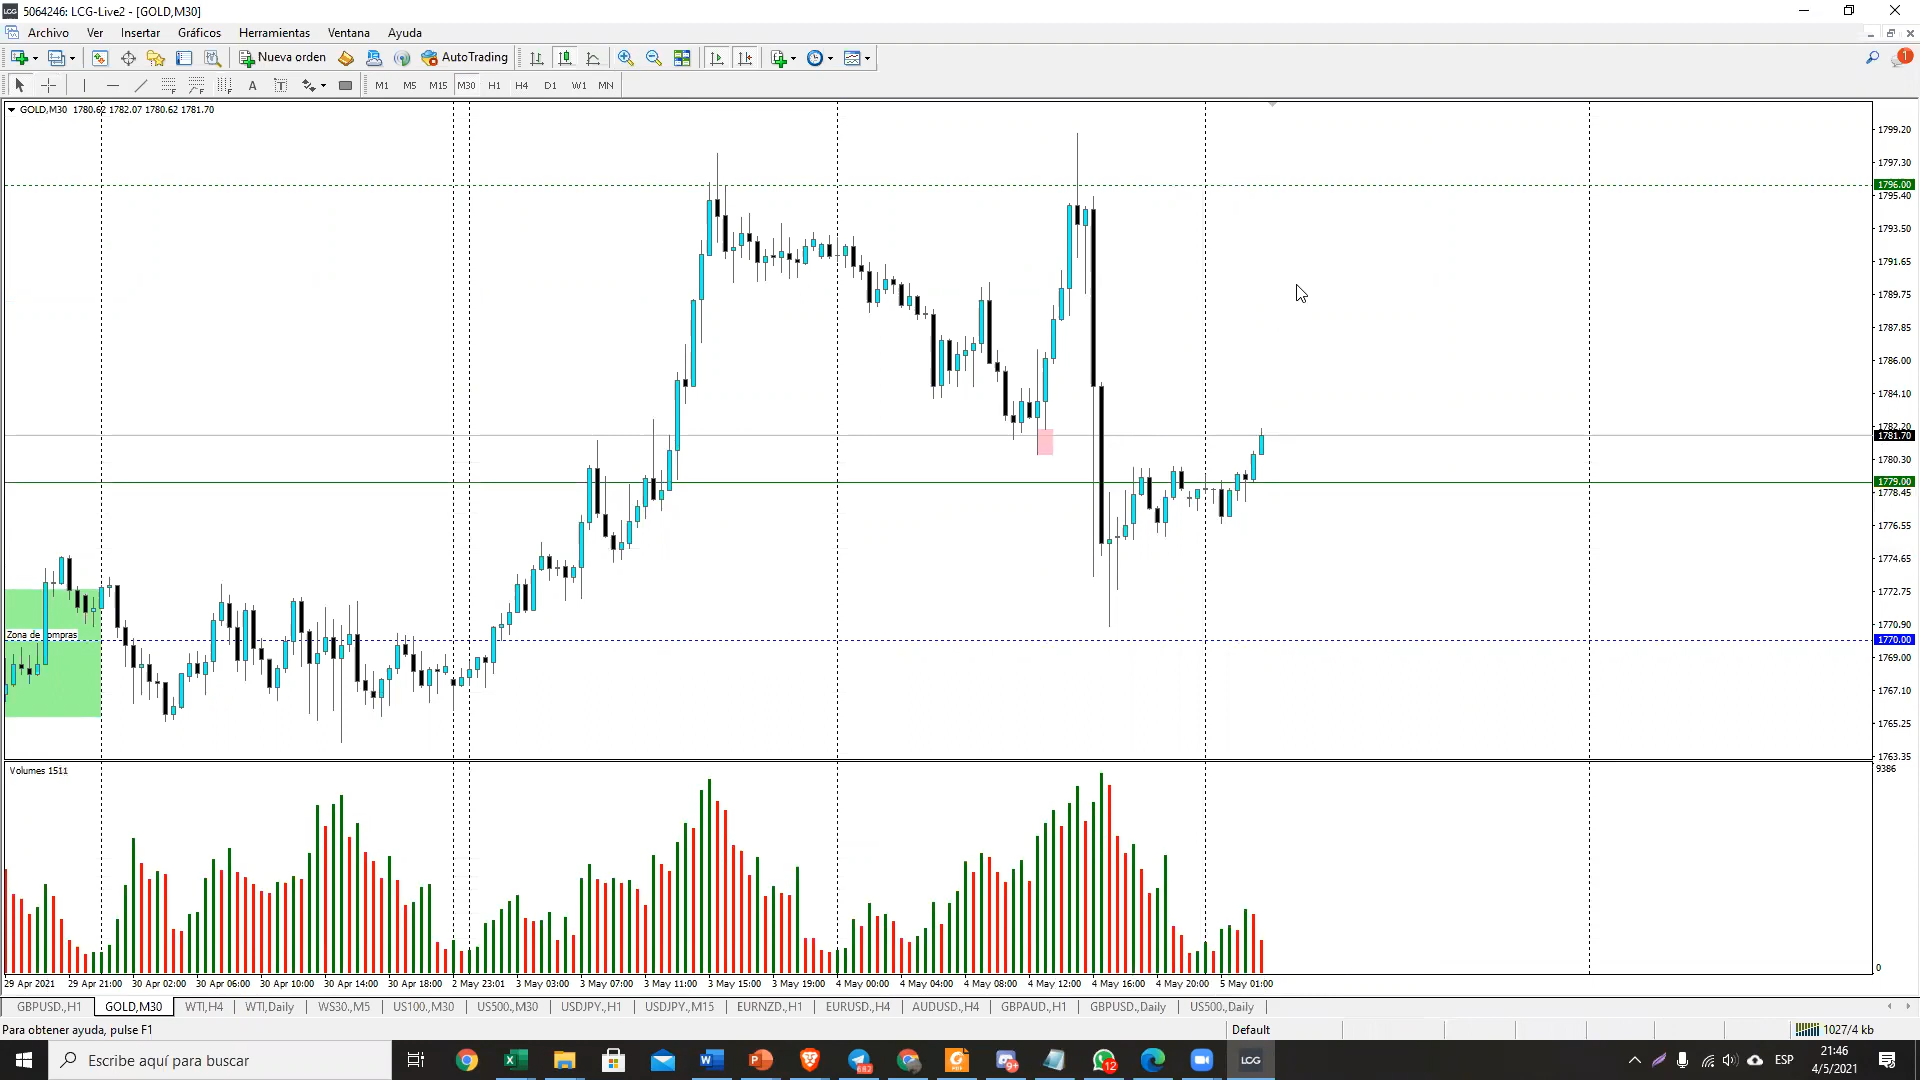 5064246: LCG-Live2 - [GOLD,M30]
Archivo Ver Insertar Gráficos Herramientas Ventana Ayuda
Nueva orden AutoTrading 1
A T M1 M5 M15 M30 H1 H4 D1 W1 MN
GOLD,M30 1780.62 1782.07 1780.62 1781.70
1799.20
1797.30
1796.00
1795.40
1793.50
1791.65
1789.75
1787.85
1786.00
1784.10
1782.20
1781.70
1780.30
1779.00
1778.45
1776.55
1774.65
1772.75
1770.90
Zona de compras
1770.00
1769.00
1767.10
1765.25
1763.35
Volumes 1511
9386
0
29 Apr 2021 29 Apr 21:00 30 Apr 02:00 30 Apr 06:00 30 Apr 10:00 30 Apr 14:00 30 Apr 18:00 2 May 23:01 3 May 03:00 3 May 07:00 3 May 11:00 3 May 15:00 3 May 19:00 4 May 00:00 4 May 04:00 4 May 08:00 4 May 12:00 4 May 16:00 4 May 20:00 5 May 01:00
GBPUSD.,H1 GOLD,M30 WTI,H4 WTI,Daily WS30.,M5 US100.,M30 US500.,M30 USDJPY.,H1 USDJPY.,M15 EURNZD.,H1 EURUSD.,H4 AUDUSD.,H4 GBPAUD.,H1 GBPUSD.,Daily US500.,Daily
Para obtener ayuda, pulse F1 Default 1027/4 kb
Escribe aquí para buscar LCG ESP 21:46
4/5/2021